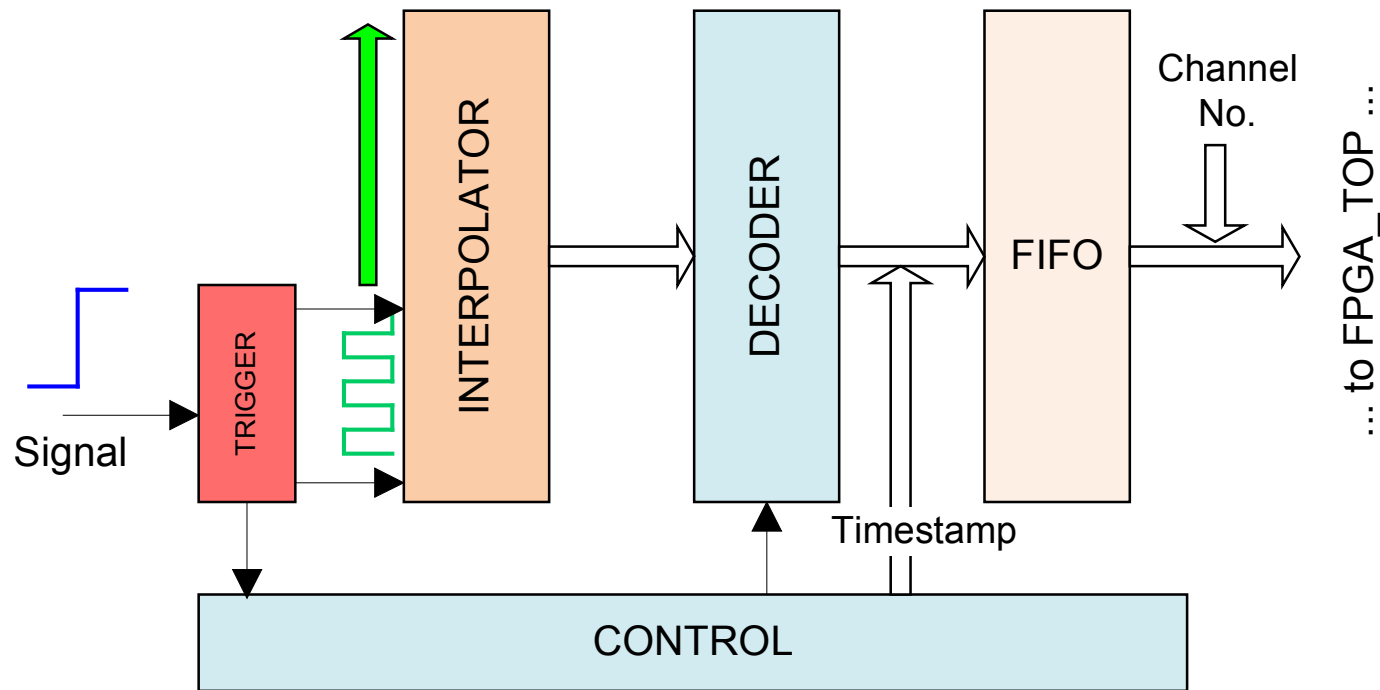 Signal
TRIGGER
INTERPOLATOR
DECODER
Timestamp
FIFO
Channel
No.
... to FPGA_TOP ...
CONTROL